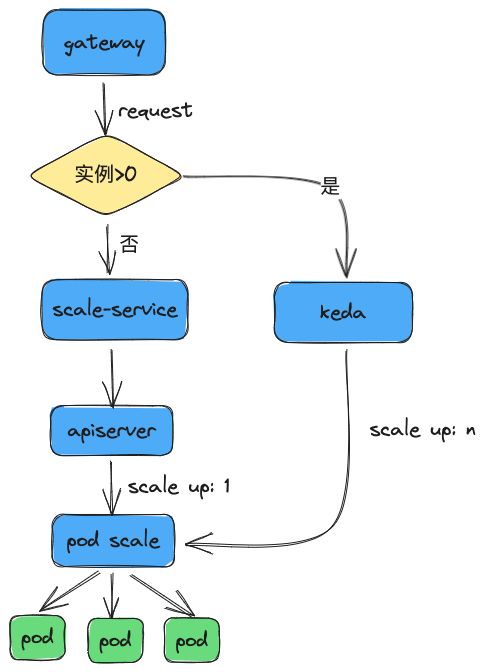 gateway
request
实例>0
是
否
scale-service
keda
apiserver
scale up: n
scale up: 1
pod scale
pod
pod
pod